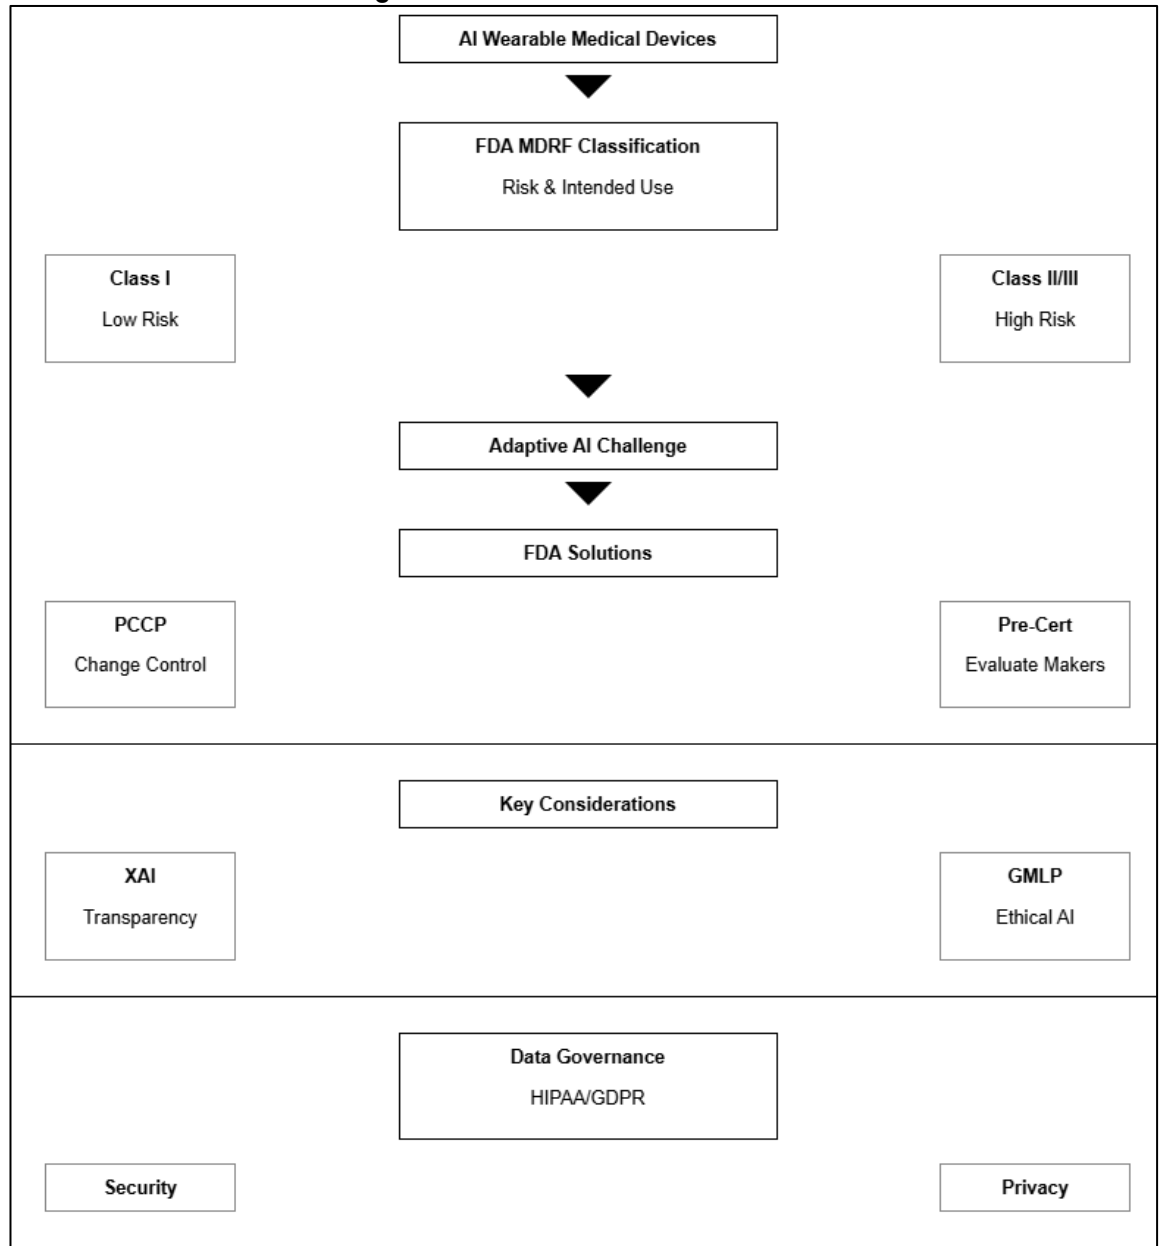 AI Wearable Medical Devices
FDA MDRF Classification
Risk & Intended Use
Class I
Low Risk
Class II/III
High Risk
Adaptive AI Challenge
FDA Solutions
PCCP
Change Control
Pre-Cert
Evaluate Makers
Key Considerations
XAI
Transparency
GMLP
Ethical AI
Data Governance
HIPAA/GDPR
Security
Privacy